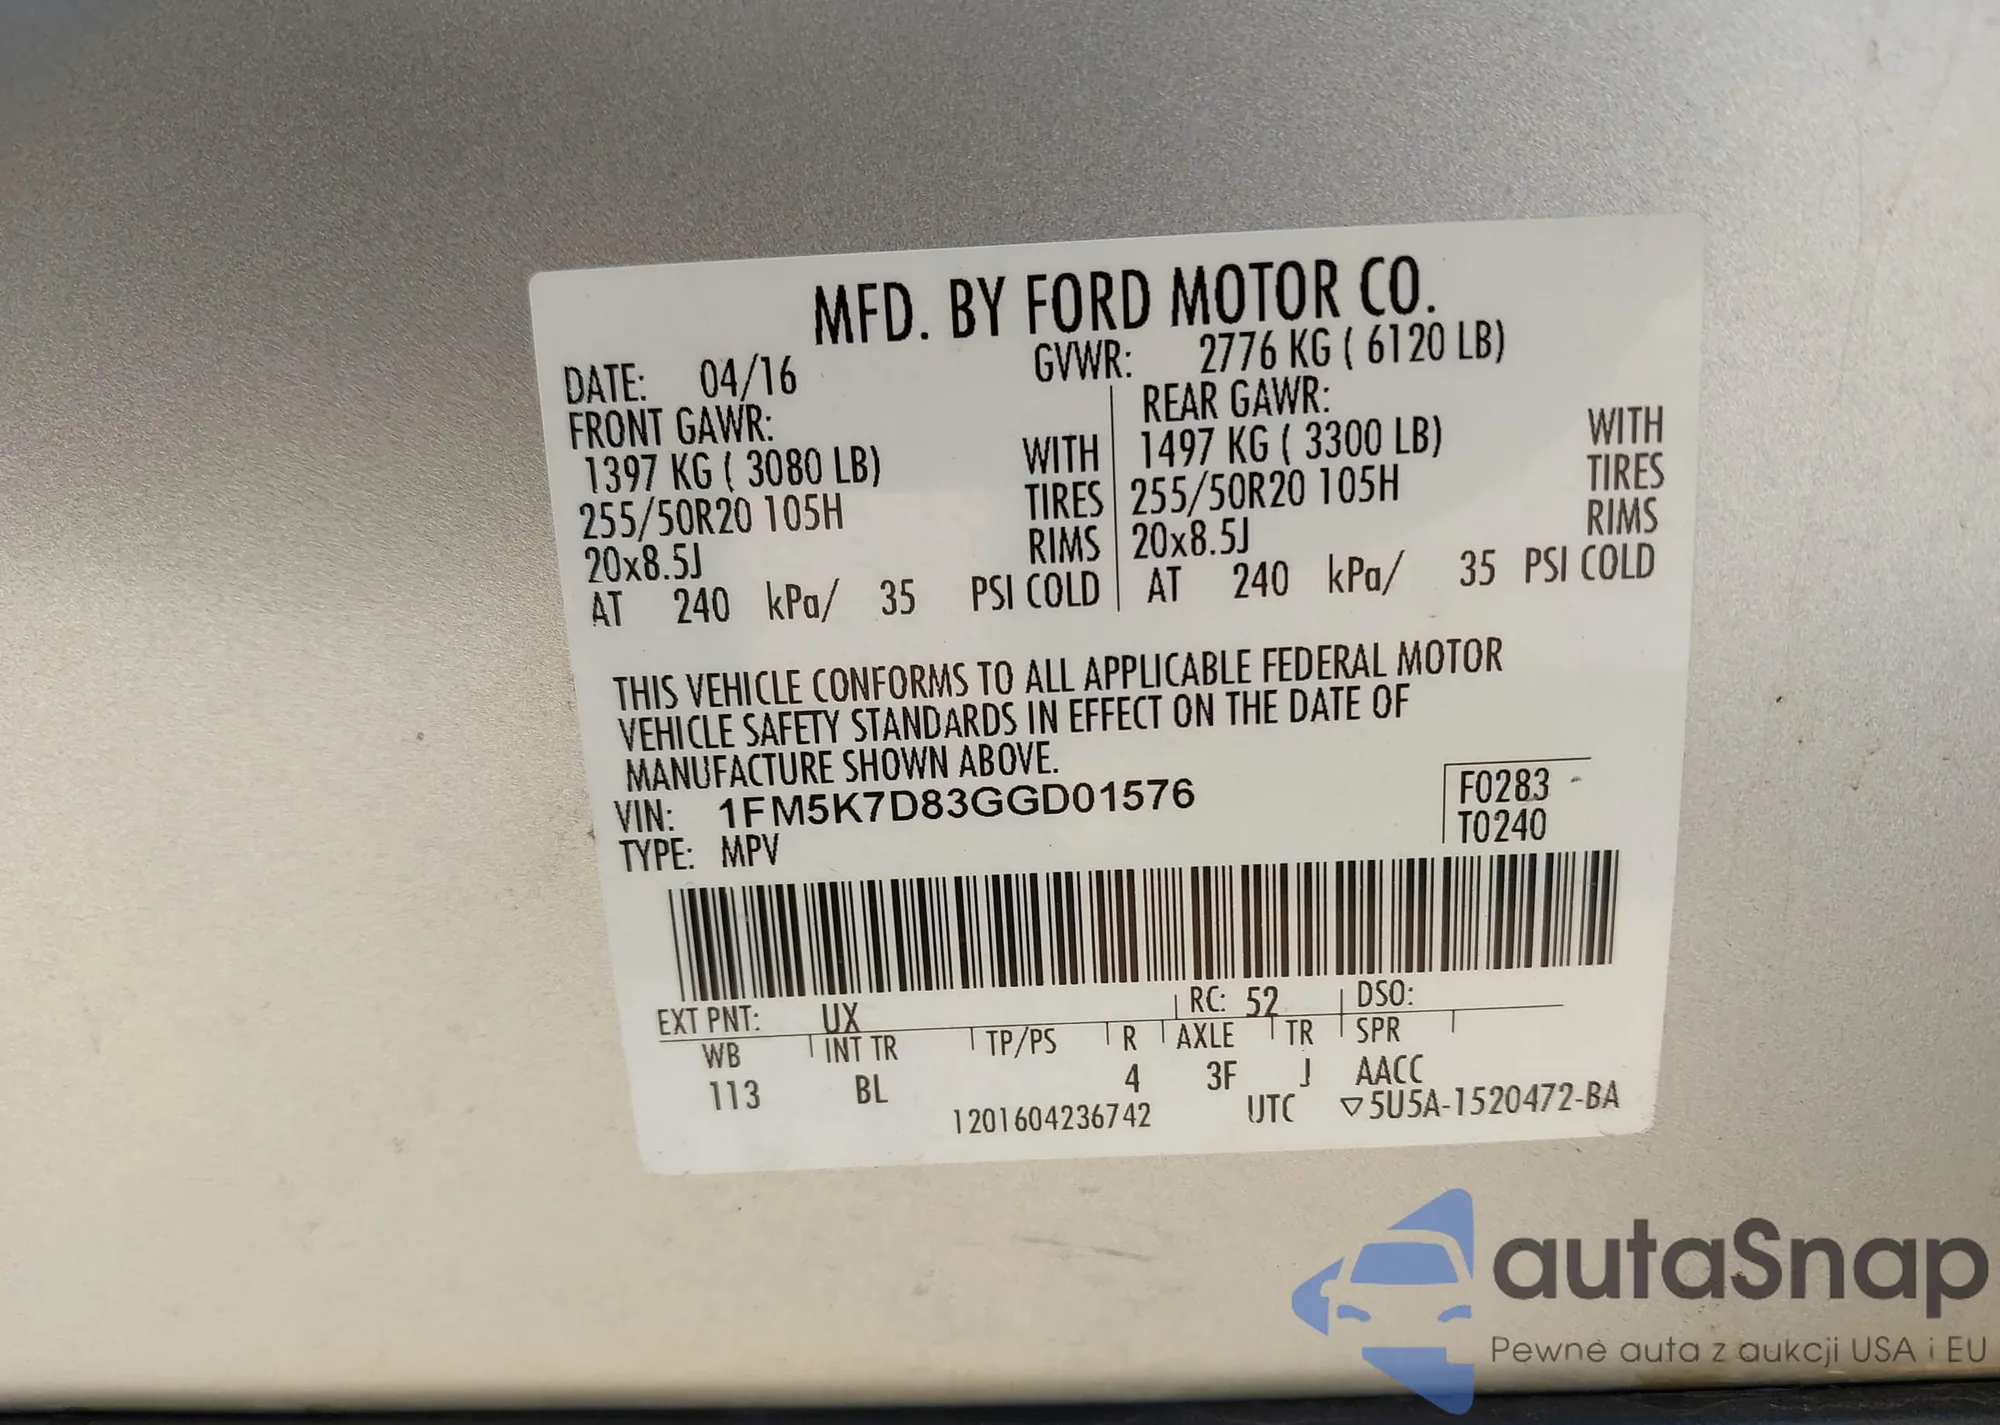 MFD. BY FORD MOTOR CO.
DATE: 04/16 GVWR: 2776 KG ( 6120 LB)
FRONT GAWR: REAR GAWR:
1397 KG ( 3080 LB) WITH 1497 KG ( 3300 LB) WITH
255/50R20 105H TIRES 255/50R20 105H TIRES
20x8.5J RIMS 20x8.5J RIMS
AT 240 kPa/ 35 PSI COLD AT 240 kPa/ 35 PSI COLD
THIS VEHICLE CONFORMS TO ALL APPLICABLE FEDERAL MOTOR
VEHICLE SAFETY STANDARDS IN EFFECT ON THE DATE OF
MANUFACTURE SHOWN ABOVE.
VIN: 1FM5K7D83GGD01576 F0283
TYPE: MPV T0240
EXT PNT: UX RC: 52 DSO:
WB INT TR TP/PS R AXLE TR SPR
113 BL 4 3F J AACC
1201604236742 UTC ▽5U5A-1520472-BA
autaSnap
Pewne auta z aukcji USA i EU